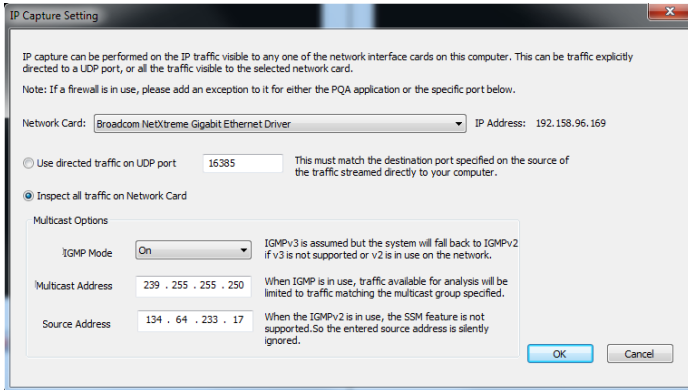 IP Capture Setting
IP capture can be performed on the IP traffic visible to any one of the network interface cards on this computer. This can be traffic explicitly
directed to a UDP port, or all the traffic visible to the selected network card.
Note: If a firewall is in use, please add an exception to it for either the PQA application or the specific port below.
Network Card: Broadcom NetXtreme Gigabit Ethernet Driver IP Address: 192.158.96.169
Use directed traffic on UDP port 16385 This must match the destination port specified on the source of
the traffic streamed directly to your computer.
Inspect all traffic on Network Card
Multicast Options
IGMP Mode On IGMPv3 is assumed but the system will fall back to IGMPv2
if v3 is not supported or v2 is in use on the network.
Multicast Address 239 . 255 . 255 . 250 When IGMP is in use, traffic available for analysis will be
limited to traffic matching the multicast group specified.
Source Address 134 . 64 . 233 . 17 When the IGMPv2 is in use, the SSM feature is not
supported.So the entered source address is silently
ignored.
OK Cancel